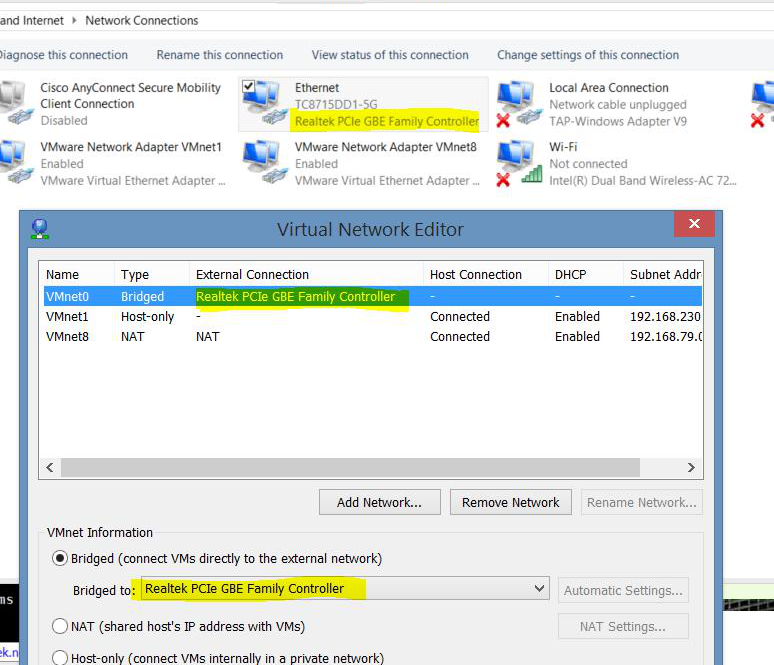 and Internet ▸ Network Connections
Diagnose this connection Rename this connection View status of this connection Change settings of this connection
Cisco AnyConnect Secure Mobility
Client Connection
Disabled
Ethernet
TC8715DD1-5G
Realtek PCIe GBE Family Controller
Local Area Connection
Network cable unplugged
TAP-Windows Adapter V9
VMware Network Adapter VMnet1
Enabled
VMware Virtual Ethernet Adapter ...
VMware Network Adapter VMnet8
Enabled
VMware Virtual Ethernet Adapter ...
Wi-Fi
Not connected
Intel(R) Dual Band Wireless-AC 72...
Virtual Network Editor
Name Type External Connection Host Connection DHCP Subnet Addr
VMnet0 Bridged Realtek PCIe GBE Family Controller - - -
VMnet1 Host-only - Connected Enabled 192.168.230
VMnet8 NAT NAT Connected Enabled 192.168.79.0
Add Network... Remove Network Rename Network...
VMnet Information
Bridged (connect VMs directly to the external network)
Bridged to: Realtek PCIe GBE Family Controller Automatic Settings...
ms
NAT (shared host's IP address with VMs) NAT Settings...
ek.n
Host-only (connect VMs internally in a private network)